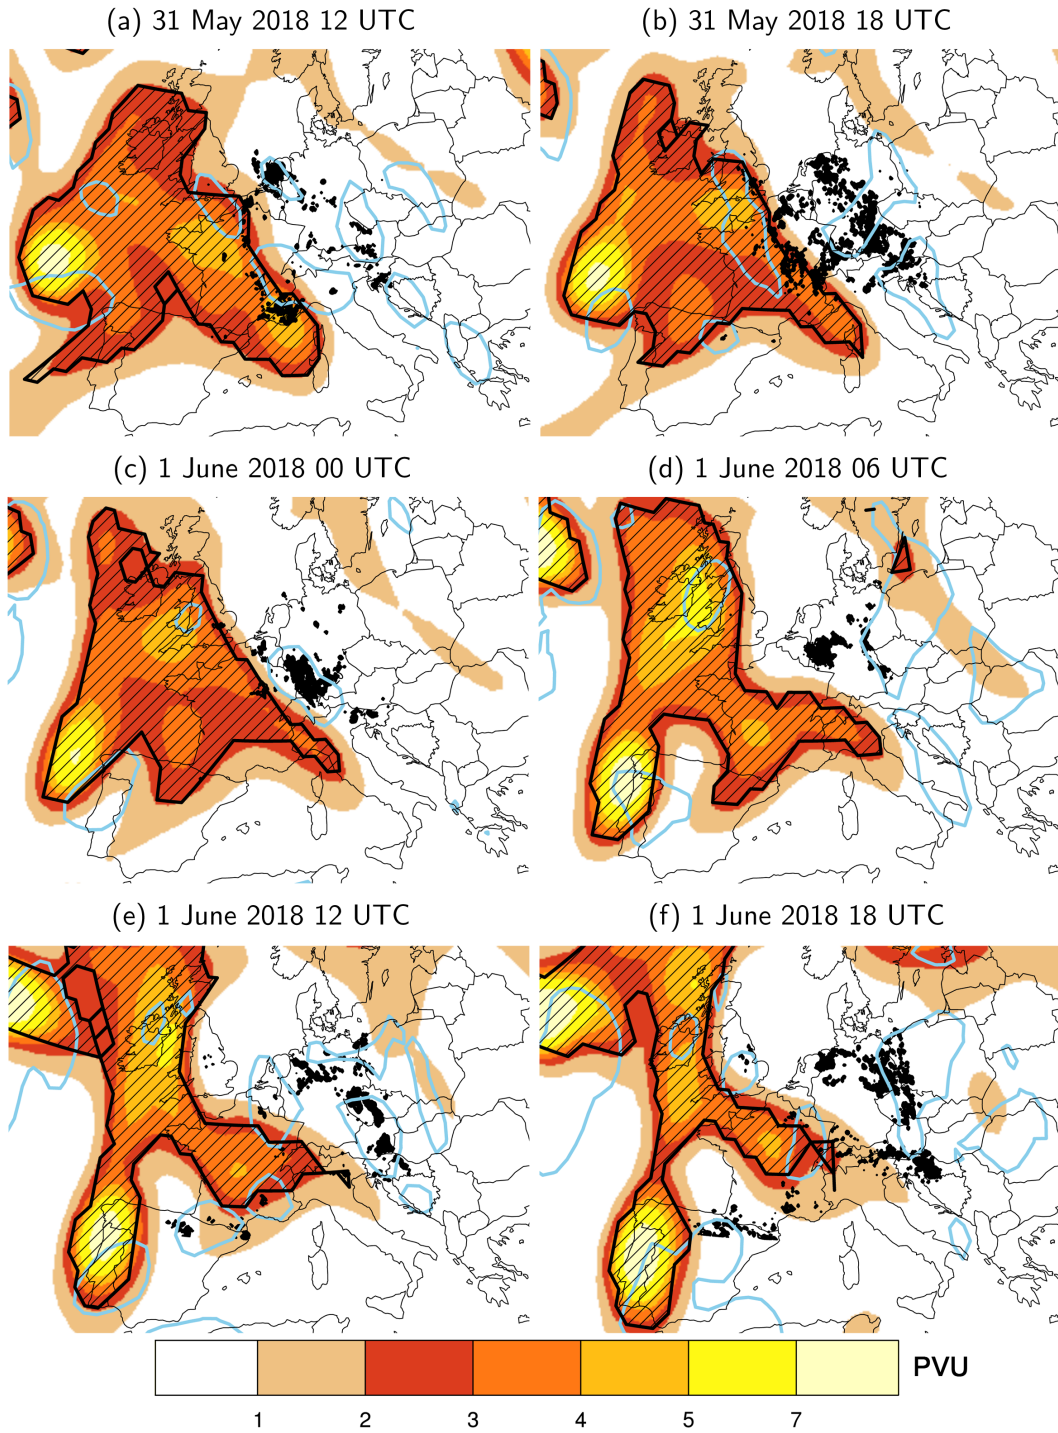 (a) 31 May 2018 12 UTC
(b) 31 May 2018 18 UTC
(c) 1 June 2018 00 UTC
(d) 1 June 2018 06 UTC
(e) 1 June 2018 12 UTC
(f) 1 June 2018 18 UTC
PVU
1 2 3 4 5 7